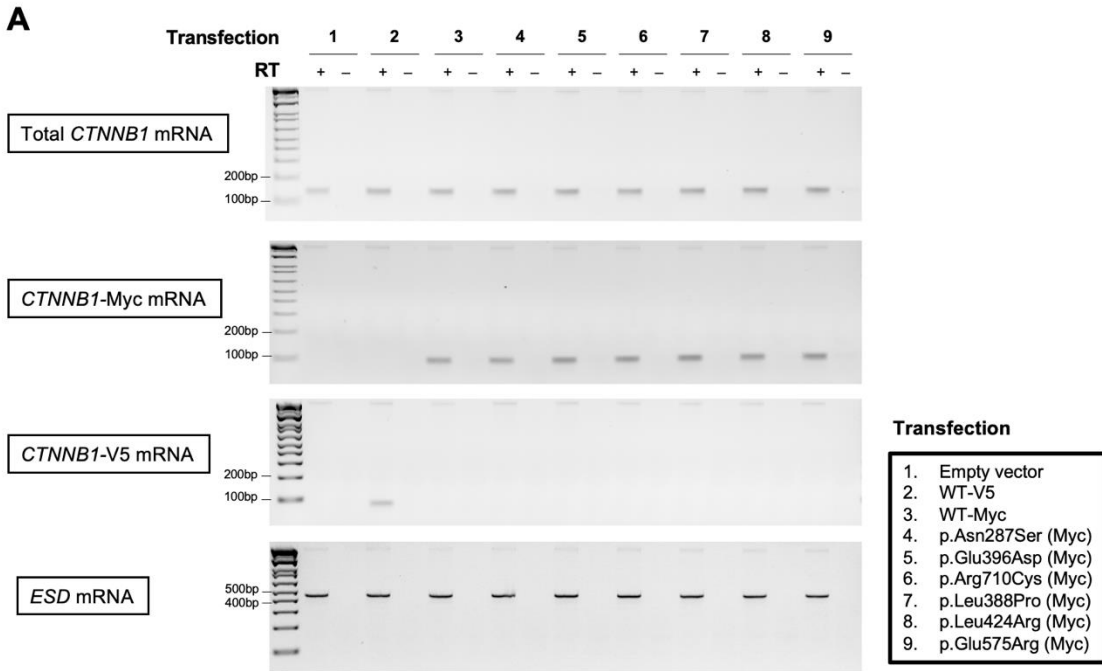 A
Transfection 1 2 3 4 5 6 7 8 9
RT + – + – + – + – + – + – + – + – + –
Total CTNNB1 mRNA
200bp
100bp
CTNNB1-Myc mRNA
200bp
100bp
CTNNB1-V5 mRNA
200bp
100bp
ESD mRNA
500bp
400bp
Transfection
1. Empty vector
2. WT-V5
3. WT-Myc
4. p.Asn287Ser (Myc)
5. p.Glu396Asp (Myc)
6. p.Arg710Cys (Myc)
7. p.Leu388Pro (Myc)
8. p.Leu424Arg (Myc)
9. p.Glu575Arg (Myc)